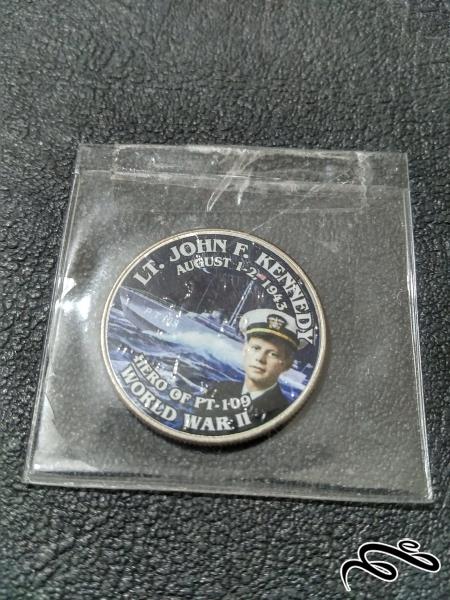 LT. JOHN F. KENNEDY
AUGUST 1-2, 1943
HERO OF PT-109
WORLD WAR II